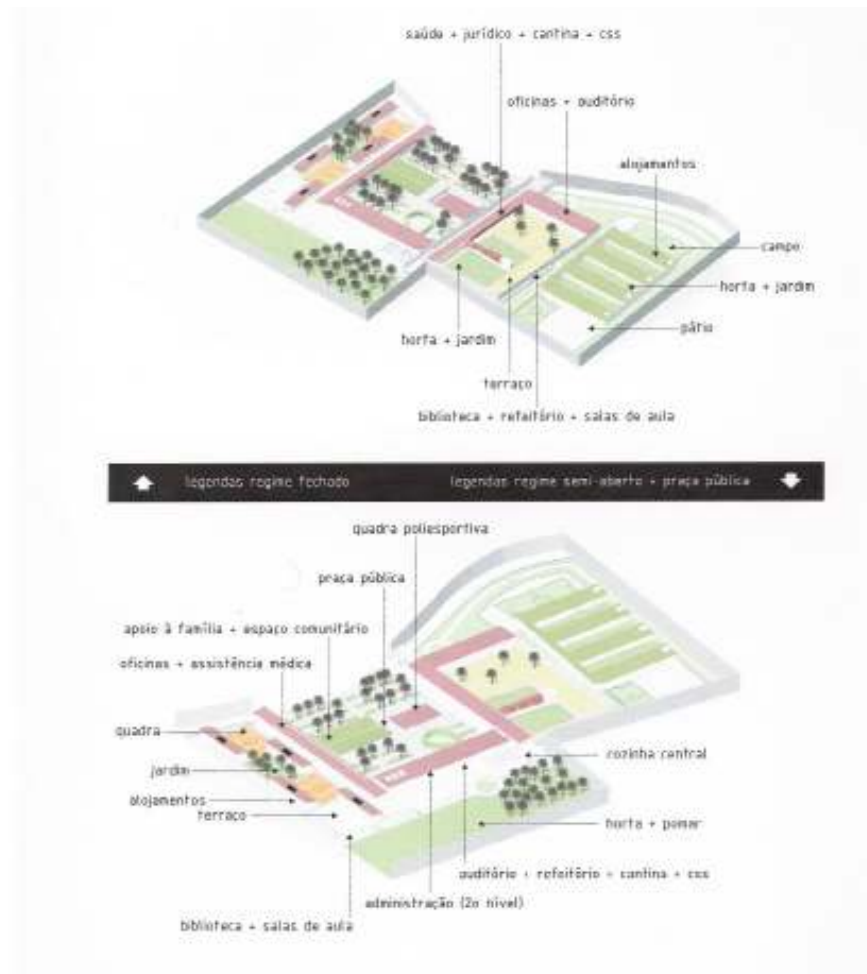 saúde + jurídico + cantina + css
oficinas + auditório
alojamentos
campo
horta + jardim
pátio
horta + jardim
terraço
biblioteca + refeitório + salas de aula
legendas regime fechado
legendas regime semi-aberto + praça pública
quadra poliesportiva
praça pública
apoio à família + espaço comunitário
oficinas + assistência médica
quadra
cozinha central
jardim
alojamentos
terraço
horta + pomar
auditório + refeitório + cantina + css
administração (2o nível)
biblioteca + salas de aula